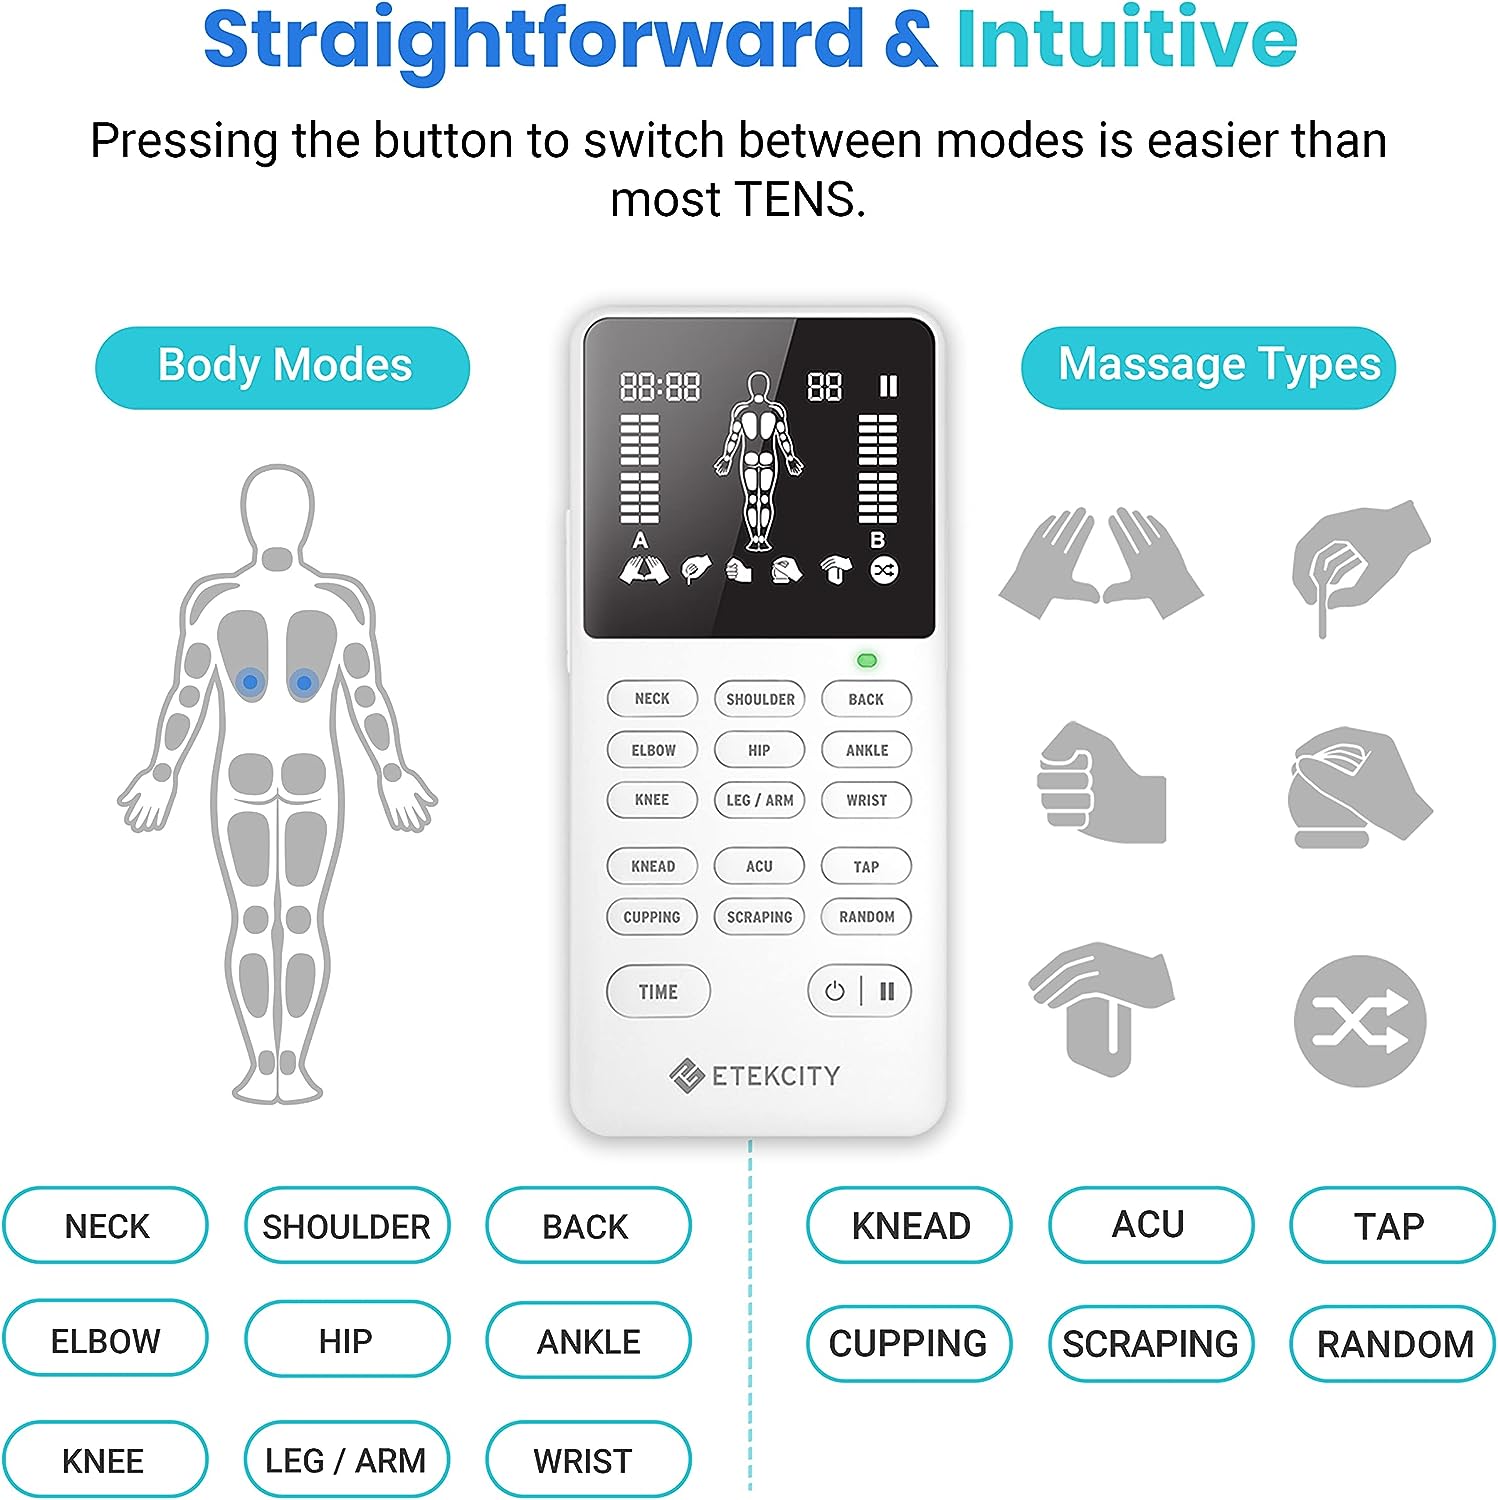 Straightforward & Intuitive
Pressing the button to switch between modes is easier than
most TENS.
Body Modes
Massage Types
88:88
88
A
B
NECK
SHOULDER
BACK
ELBOW
HIP
ANKLE
KNEE
LEG / ARM
WRIST
KNEAD
ACU
TAP
CUPPING
SCRAPING
RANDOM
TIME
ETEKCITY
NECK
SHOULDER
BACK
ELBOW
HIP
ANKLE
KNEE
LEG / ARM
WRIST
KNEAD
ACU
TAP
CUPPING
SCRAPING
RANDOM